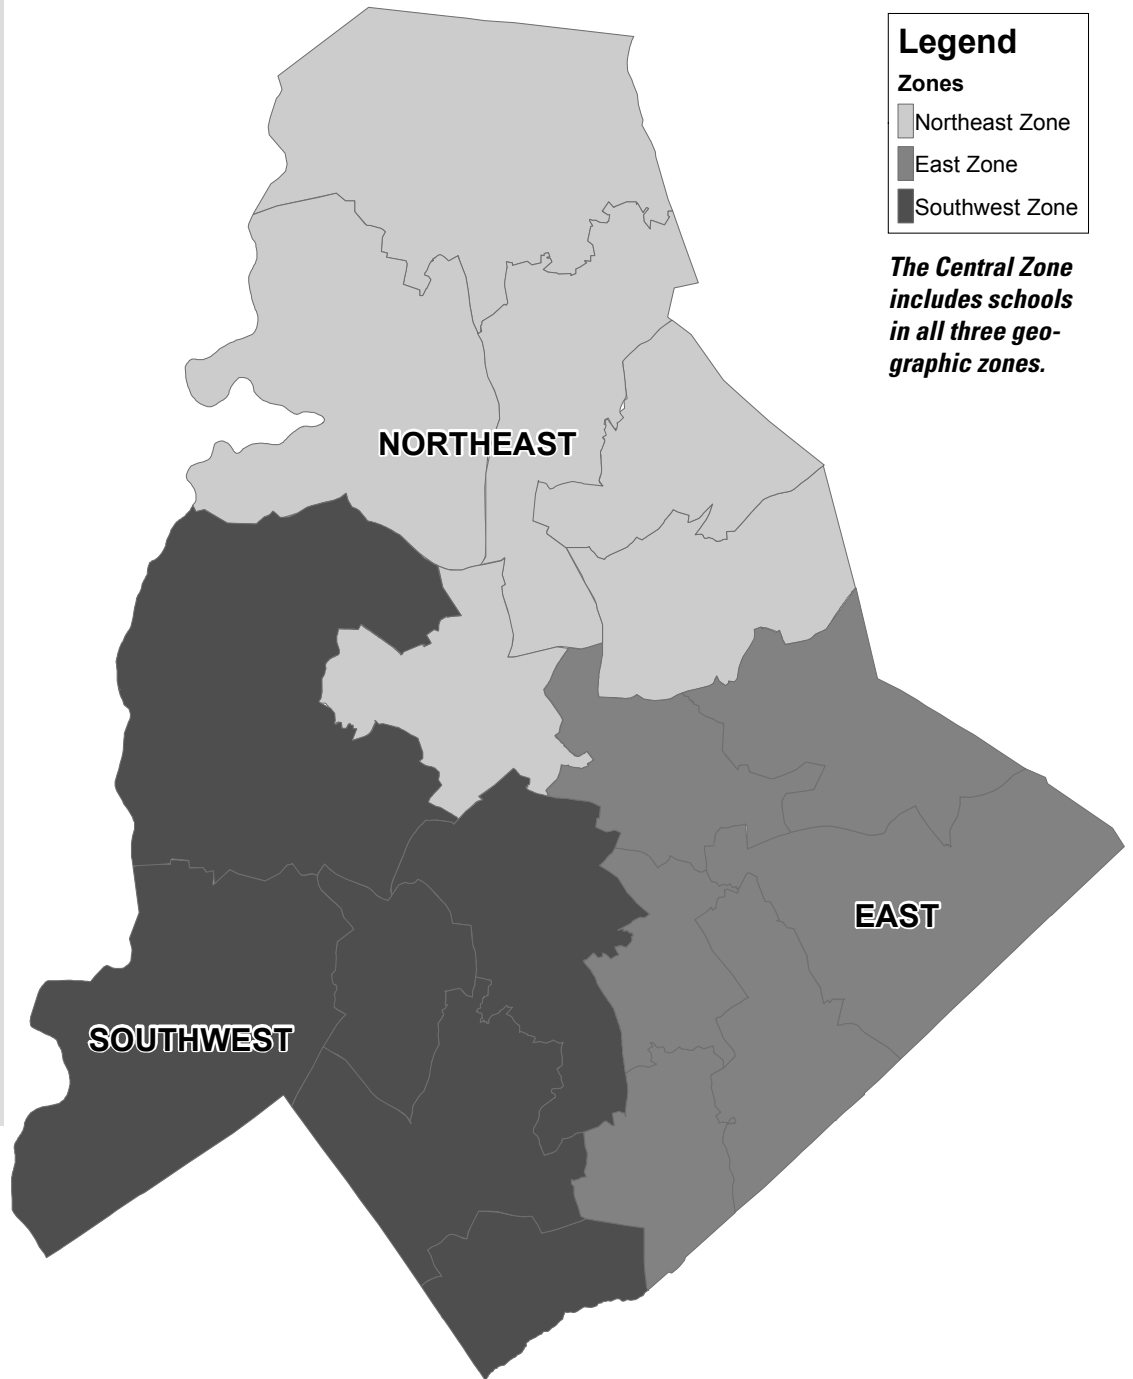 Legend
Zones
Northeast Zone
East Zone
Southwest Zone
The Central Zone
includes schools
in all three geo-
graphic zones.
NORTHEAST
EAST
SOUTHWEST